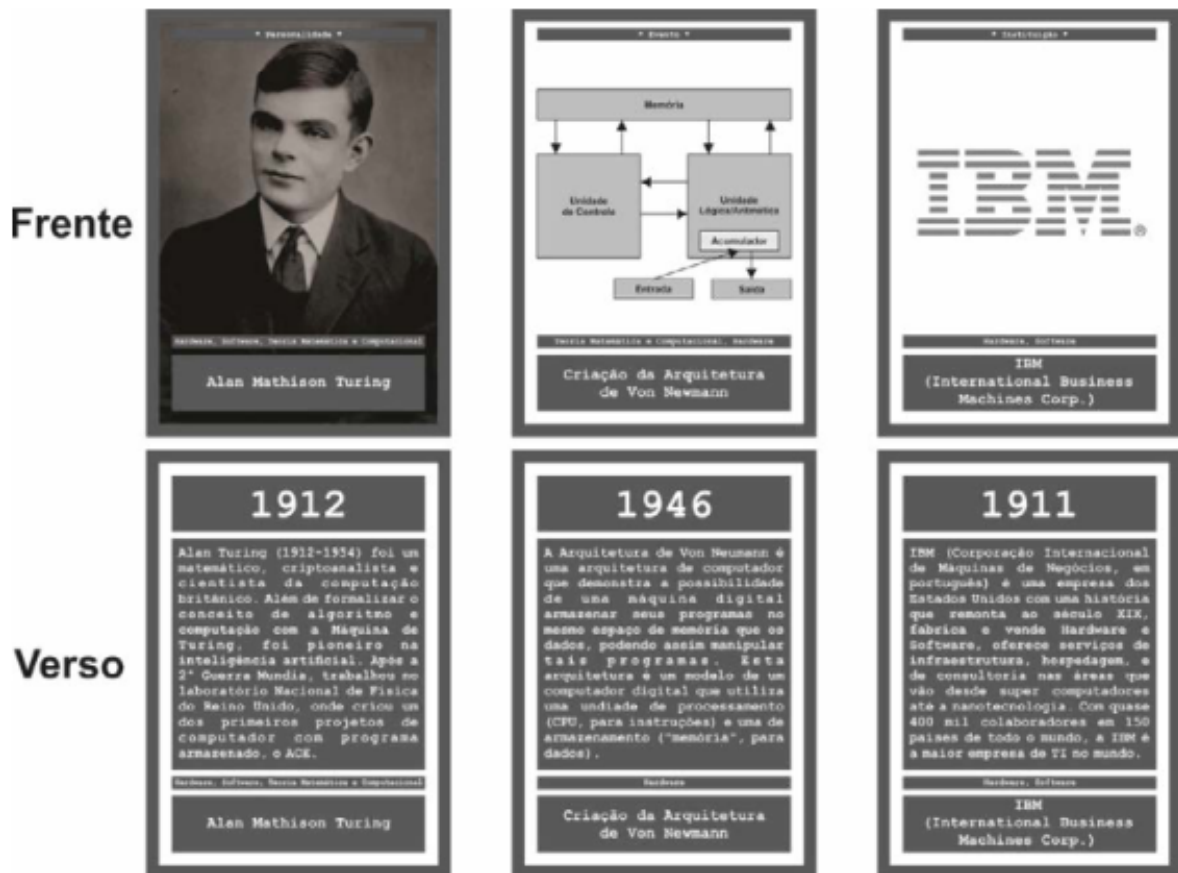 Frente
* Personalidade *
Hardware, Software, Teoria Matemática e Computacional
Alan Mathison Turing
* Evento *
Memória
Unidade
de Controle
Unidade
Lógica/Aritmética
Acumulador
Entrada
Saída
Teoria Matemática e Computacional, Hardware
Criação da Arquitetura
de Von Newmann
* Instituição *
IBM®
Hardware, Software
IBM
(International Business
Machines Corp.)
Verso
1912
Alan Turing (1912-1954) foi um
matemático, criptoanalista e
cientista da computação
britânico. Além de formalizar o
conceito de algoritmo e
computação com a Máquina de
Turing, foi pioneiro na
inteligência artificial. Após a
2ª Guerra Mundia, trabalhou no
laboratório Nacional de Física
do Reino Unido, onde criou um
dos primeiros projetos de
computador com programa
armazenado, o ACE.
Hardware, Software, Teoria Matemática e Computacional
Alan Mathison Turing
1946
A Arquitetura de Von Neumann é
uma arquitetura de computador
que demonstra a possibilidade
de uma máquina digital
armazenar seus programas no
mesmo espaço de memória que os
dados, podendo assim manipular
tais programas. Esta
arquitetura é um modelo de um
computador digital que utiliza
uma undiade de processamento
(CPU, para instruções) e uma de
armazenamento ("memória", para
dados).
Hardware
Criação da Arquitetura
de Von Newmann
1911
IBM (Corporação Internacional
de Máquinas de Negócios, em
português) é uma empresa dos
Estados Unidos com uma história
que remonta ao século XIX,
fabrica e vende Hardware e
Software, oferece serviços de
infraestrutura, hospedagem, e
de consultoria nas áreas que
vão desde super computadores
até a nanotecnologia. Com quase
400 mil colaboradores em 150
países de todo o mundo, a IBM é
a maior empresa de TI no mundo.
Hardware, Software
IBM
(International Business
Machines Corp.)